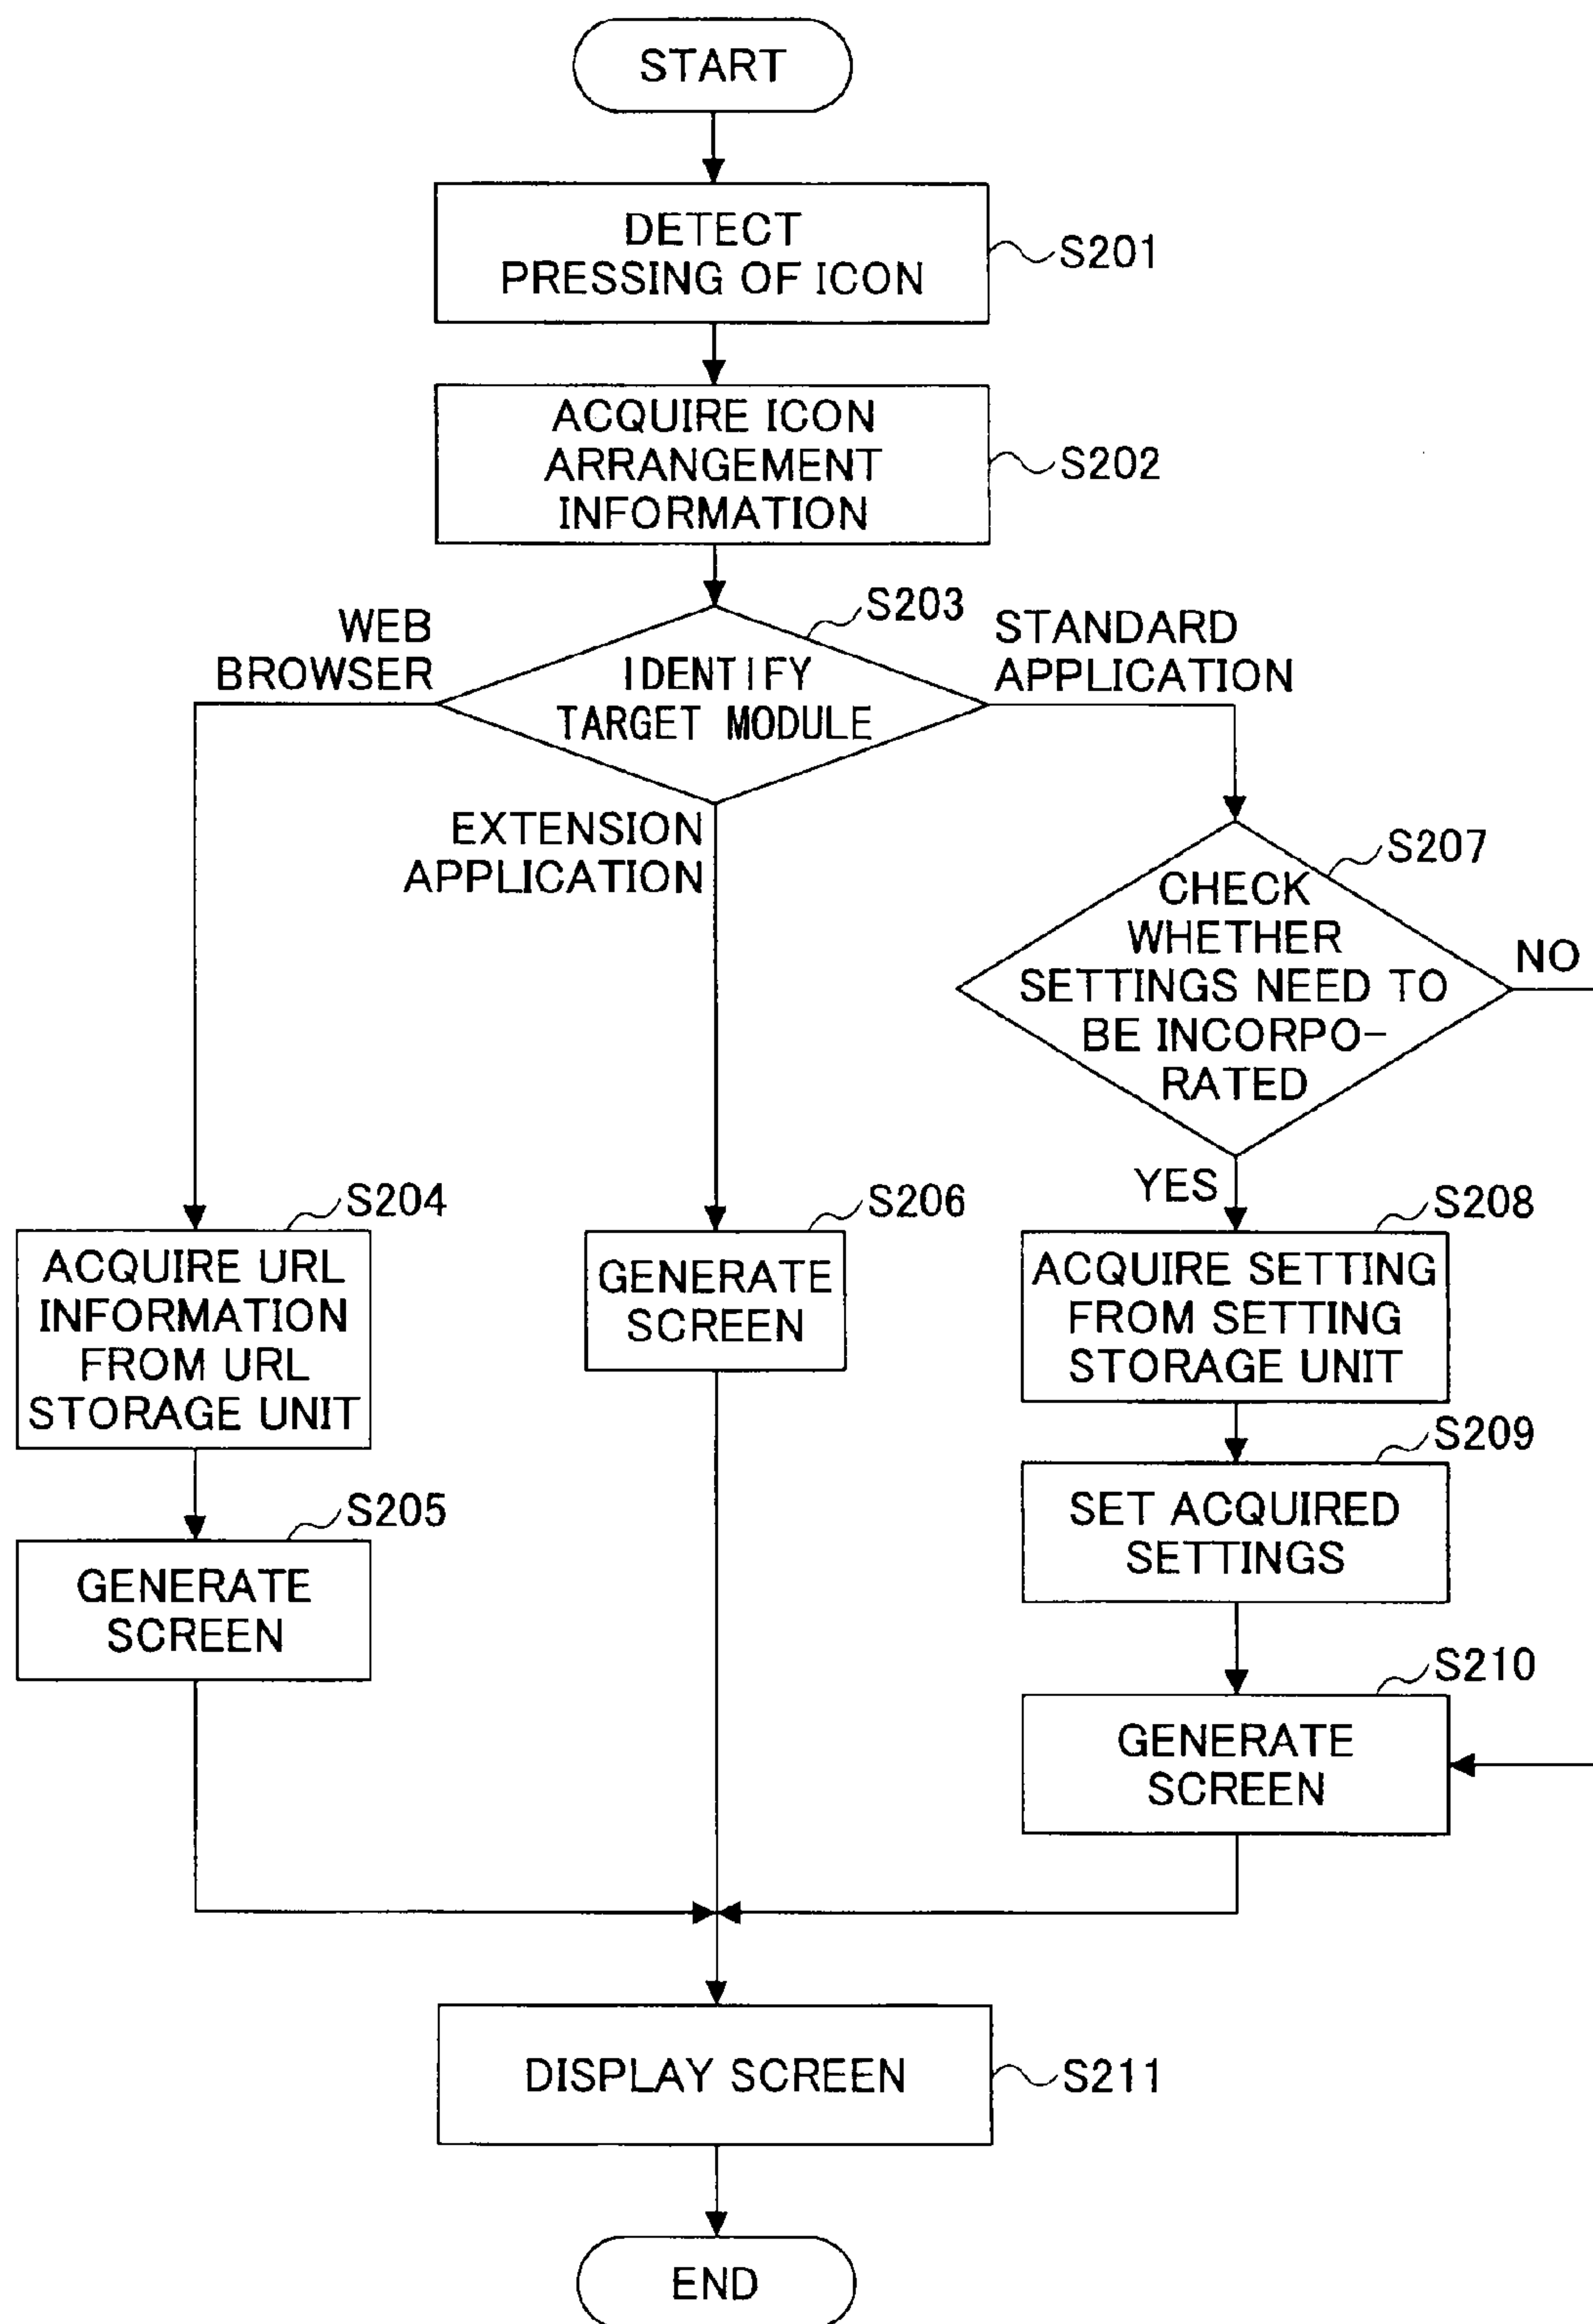 START
DETECT
PRESSING OF ICON
S201
ACQUIRE ICON
ARRANGEMENT
INFORMATION
S202
S203
IDENTIFY
TARGET MODULE
WEB
BROWSER
EXTENSION
APPLICATION
STANDARD
APPLICATION
S204
ACQUIRE URL
INFORMATION
FROM URL
STORAGE UNIT
S205
GENERATE
SCREEN
S206
GENERATE
SCREEN
S207
CHECK
WHETHER
SETTINGS NEED TO
BE INCORPO-
RATED
NO
YES
S208
ACQUIRE SETTING
FROM SETTING
STORAGE UNIT
S209
SET ACQUIRED
SETTINGS
S210
GENERATE
SCREEN
DISPLAY SCREEN
S211
END